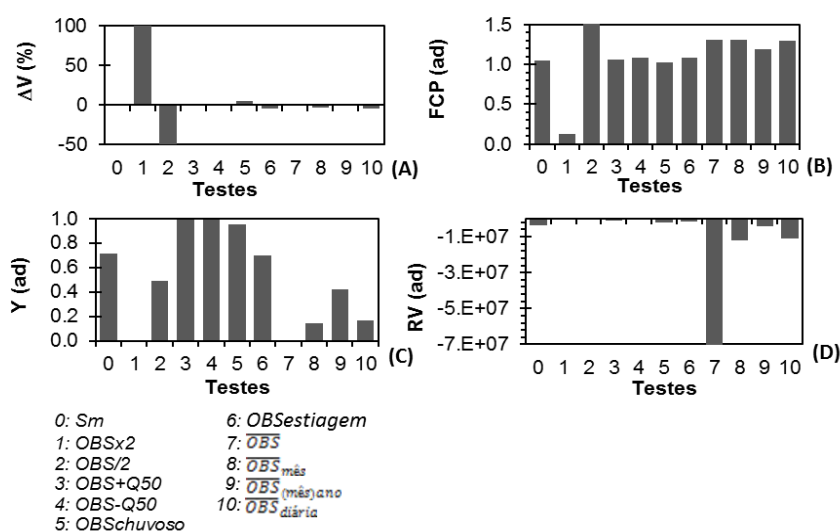 100
50
0
-50
ΔV (%)
0 1 2 3 4 5 6 7 8 9 10
Testes
(A)
1.5
1.0
0.5
0.0
FCP (ad)
0 1 2 3 4 5 6 7 8 9 10
Testes
(B)
1.0
0.8
0.6
0.4
0.2
0.0
Y (ad)
0 1 2 3 4 5 6 7 8 9 10
Testes
(C)
-1.E+07
-3.E+07
-5.E+07
-7.E+07
RV (ad)
0 1 2 3 4 5 6 7 8 9 10
Testes
(D)
0: Sm
1: OBSx2
2: OBS/2
3: OBS+Q50
4: OBS-Q50
5: OBSchuvoso
6: OBSestiagem
7: OBS
8: OBS mês
9: OBS (mês)ano
10: OBS diária